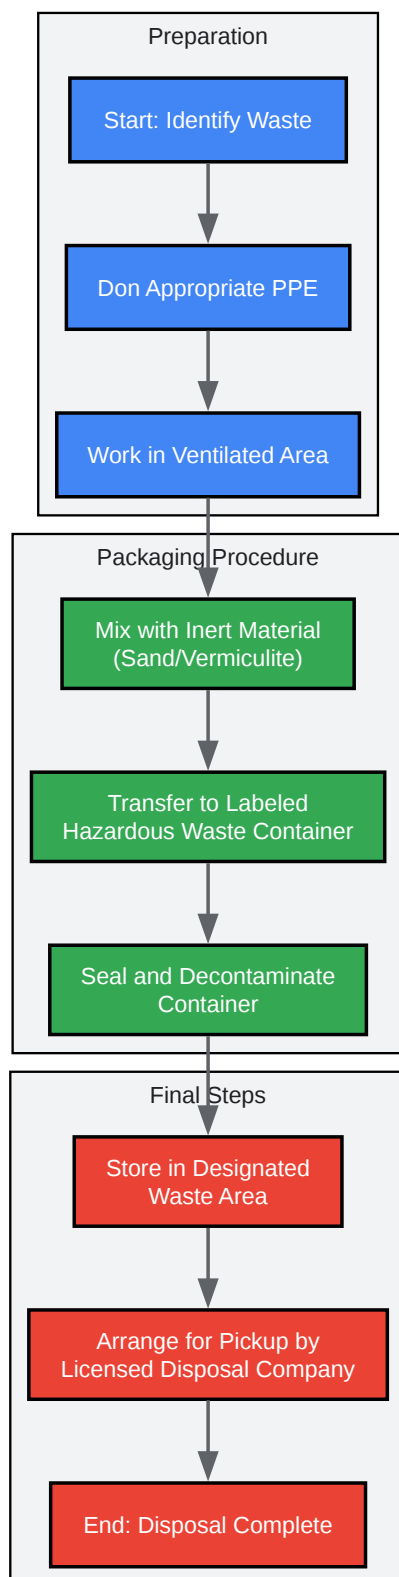 Preparation
Start: Identify Waste
Don Appropriate PPE
Work in Ventilated Area
Packaging Procedure
Mix with Inert Material
(Sand/Vermiculite)
Transfer to Labeled
Hazardous Waste Container
Seal and Decontaminate
Container
Final Steps
Store in Designated
Waste Area
Arrange for Pickup by
Licensed Disposal Company
End: Disposal Complete